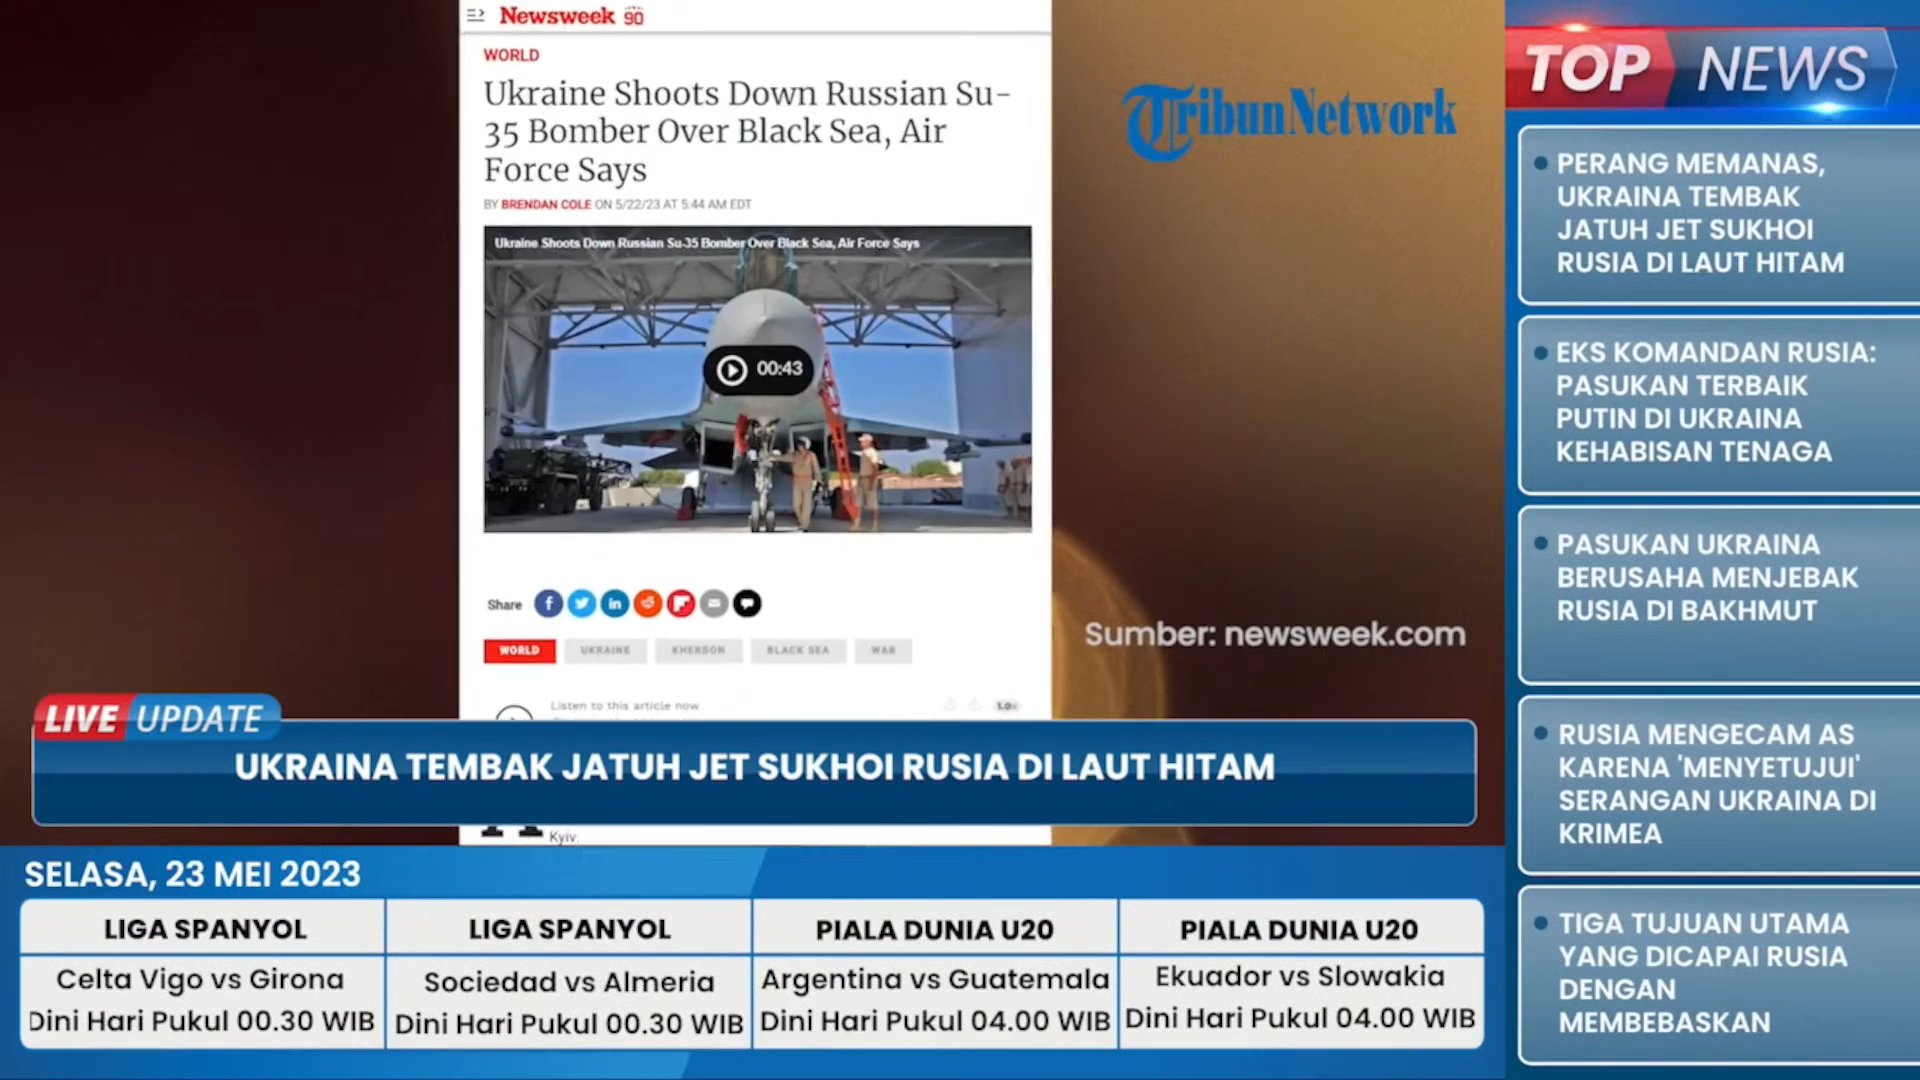 Newsweek 90
WORLD
Ukraine Shoots Down Russian Su-
35 Bomber Over Black Sea, Air
Force Says
BY BRENDAN COLE ON 5/22/23 AT 5:44 AM EDT
Ukraine Shoots Down Russian Su-35 Bomber Over Black Sea, Air Force Says
00:43
Share
WORLD UKRAINE KHERSON BLACK SEA WAR
Listen to this article now
1.0x
Kyiv.
TribunNetwork
Sumber: newsweek.com
LIVE UPDATE
UKRAINA TEMBAK JATUH JET SUKHOI RUSIA DI LAUT HITAM
SELASA, 23 MEI 2023
LIGA SPANYOL
Celta Vigo vs Girona
Dini Hari Pukul 00.30 WIB
LIGA SPANYOL
Sociedad vs Almeria
Dini Hari Pukul 00.30 WIB
PIALA DUNIA U20
Argentina vs Guatemala
Dini Hari Pukul 04.00 WIB
PIALA DUNIA U20
Ekuador vs Slowakia
Dini Hari Pukul 04.00 WIB
TOP NEWS
PERANG MEMANAS,
UKRAINA TEMBAK
JATUH JET SUKHOI
RUSIA DI LAUT HITAM
EKS KOMANDAN RUSIA:
PASUKAN TERBAIK
PUTIN DI UKRAINA
KEHABISAN TENAGA
PASUKAN UKRAINA
BERUSAHA MENJEBAK
RUSIA DI BAKHMUT
RUSIA MENGECAM AS
KARENA 'MENYETUJUI'
SERANGAN UKRAINA DI
KRIMEA
TIGA TUJUAN UTAMA
YANG DICAPAI RUSIA
DENGAN
MEMBEBASKAN